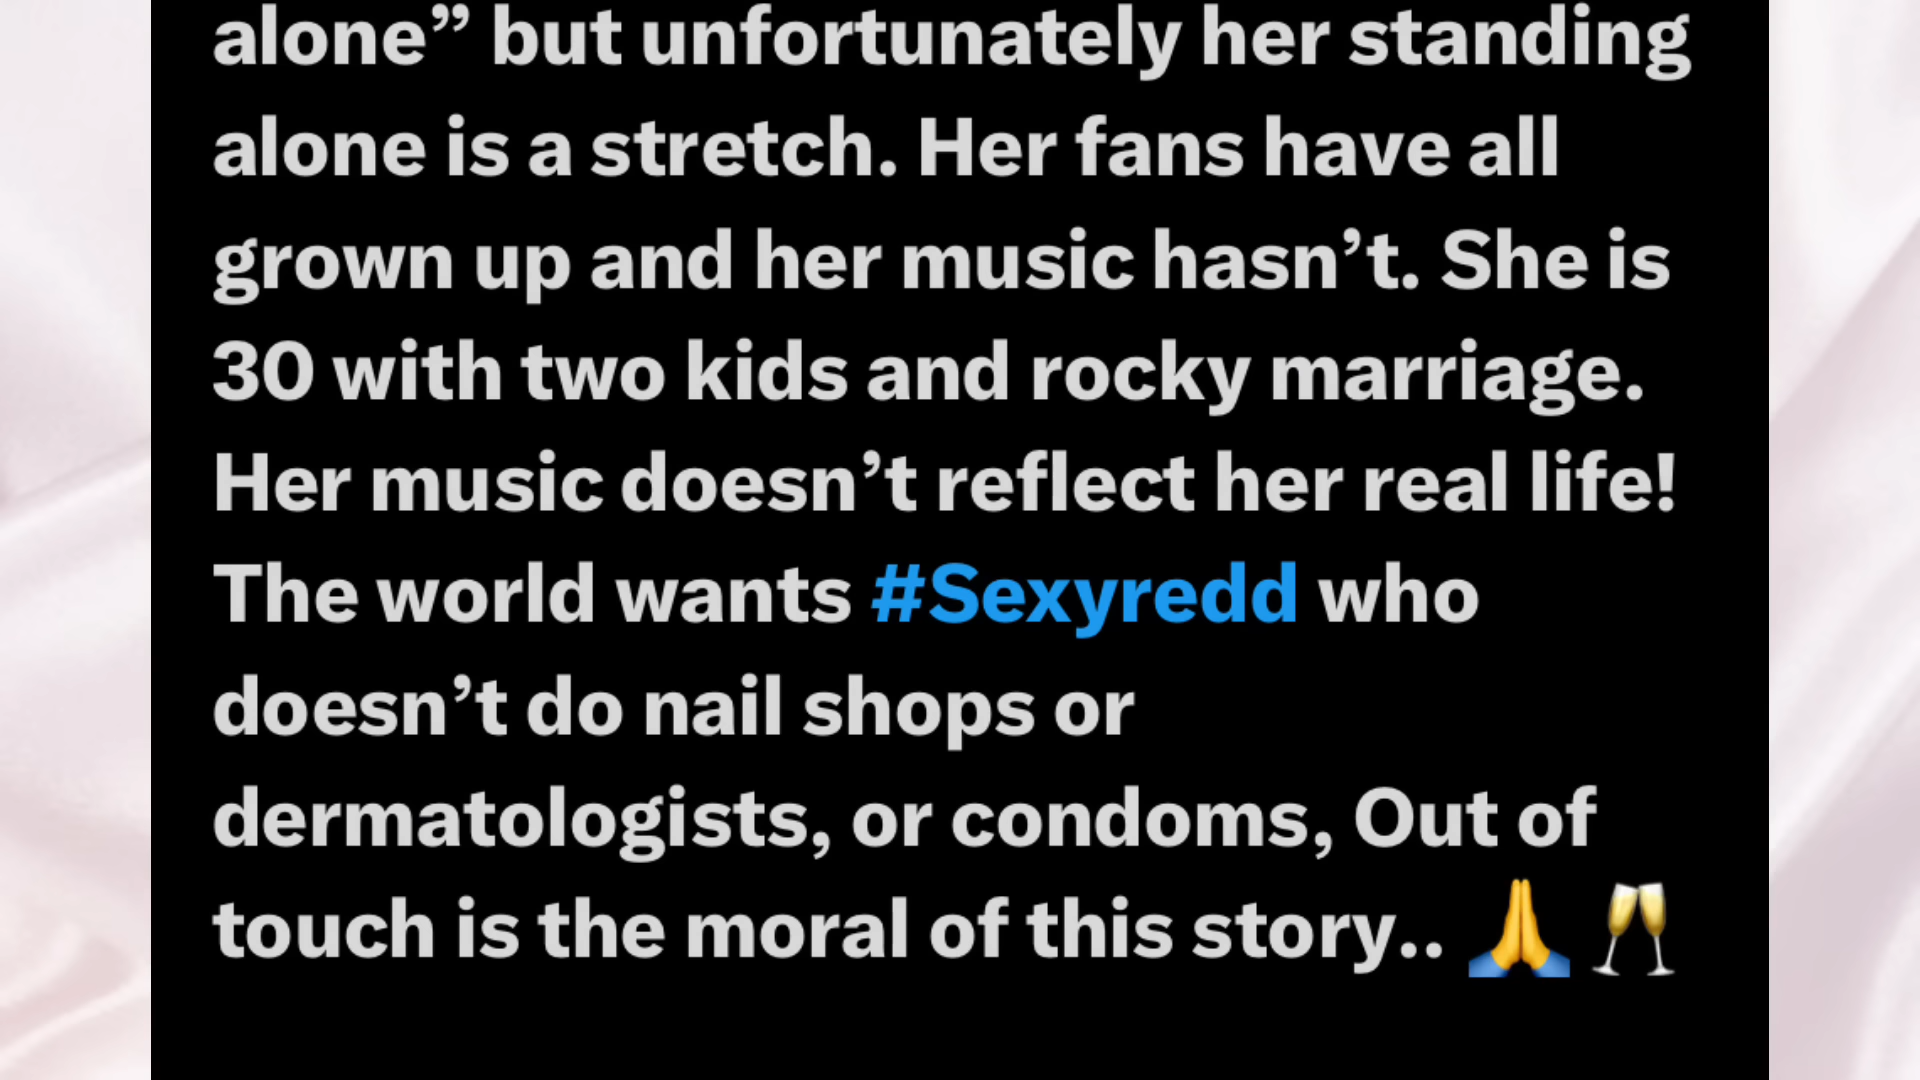 alone” but unfortunately her standing
alone is a stretch. Her fans have all
grown up and her music hasn’t. She is
30 with two kids and rocky marriage.
Her music doesn’t reflect her real life!
The world wants #Sexyredd who
doesn’t do nail shops or
dermatologists, or condoms, Out of
touch is the moral of this story.. 🙏 🥂